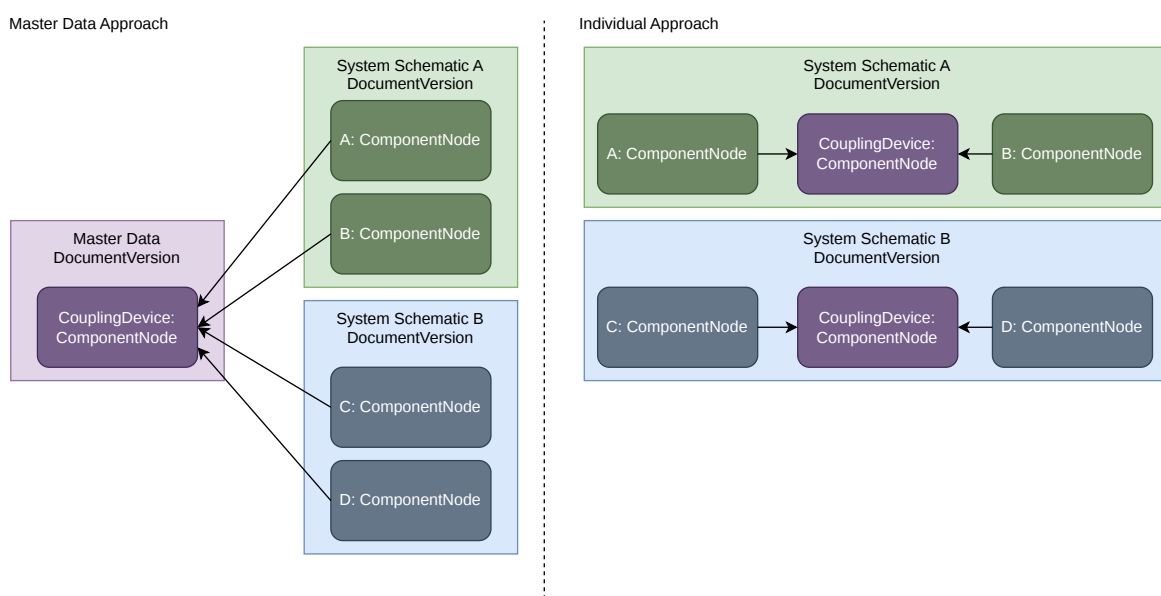 Master Data Approach
System Schematic A
DocumentVersion
A: ComponentNode
B: ComponentNode
Master Data
DocumentVersion
CouplingDevice:
ComponentNode
System Schematic B
DocumentVersion
C: ComponentNode
D: ComponentNode
Individual Approach
System Schematic A
DocumentVersion
A: ComponentNode
CouplingDevice:
ComponentNode
B: ComponentNode
System Schematic B
DocumentVersion
C: ComponentNode
CouplingDevice:
ComponentNode
D: ComponentNode